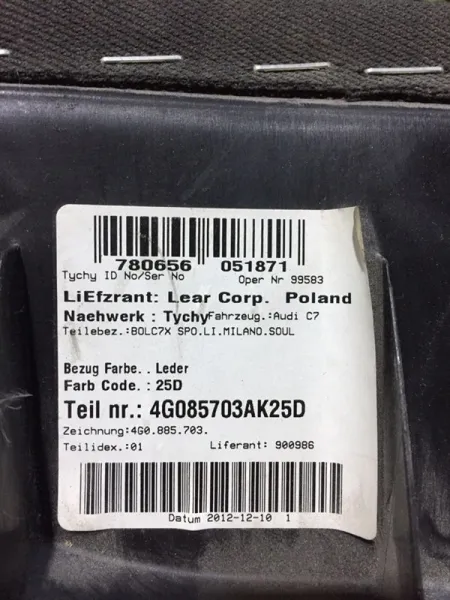 780656 051871
Tychy ID No/Ser No Oper Nr 99583
LiEfzrant: Lear Corp. Poland
Naehwerk : Tychy Fahrzeug.:Audi C7
Teilebez.:BOLC7X SPO.LI.MILANO.SOUL
Bezug Farbe. . Leder
Farb Code. : 25D
Teil nr.: 4G085703AK25D
Zeichnung:4G0.885.703.
Teilidex.:01 Liferant: 900986
Datum 2012-12-10 1